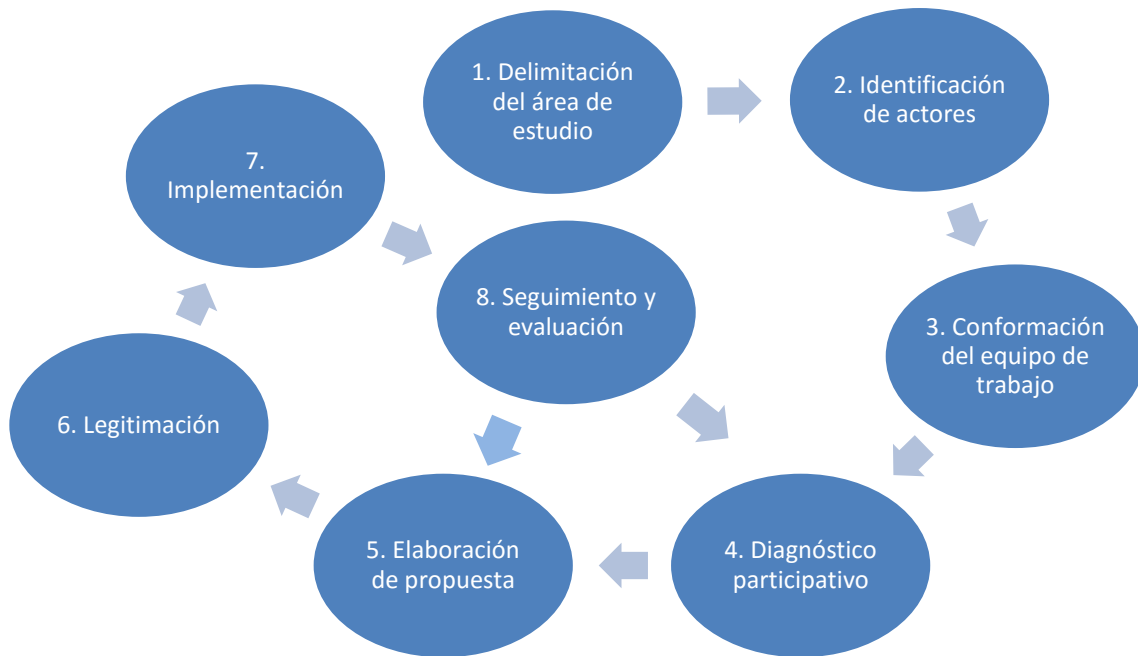 1. Delimitación
del área de
estudio
2. Identificación
de actores
3. Conformación
del equipo de
trabajo
4. Diagnóstico
participativo
5. Elaboración
de propuesta
6. Legitimación
7.
Implementación
8. Seguimiento y
evaluación